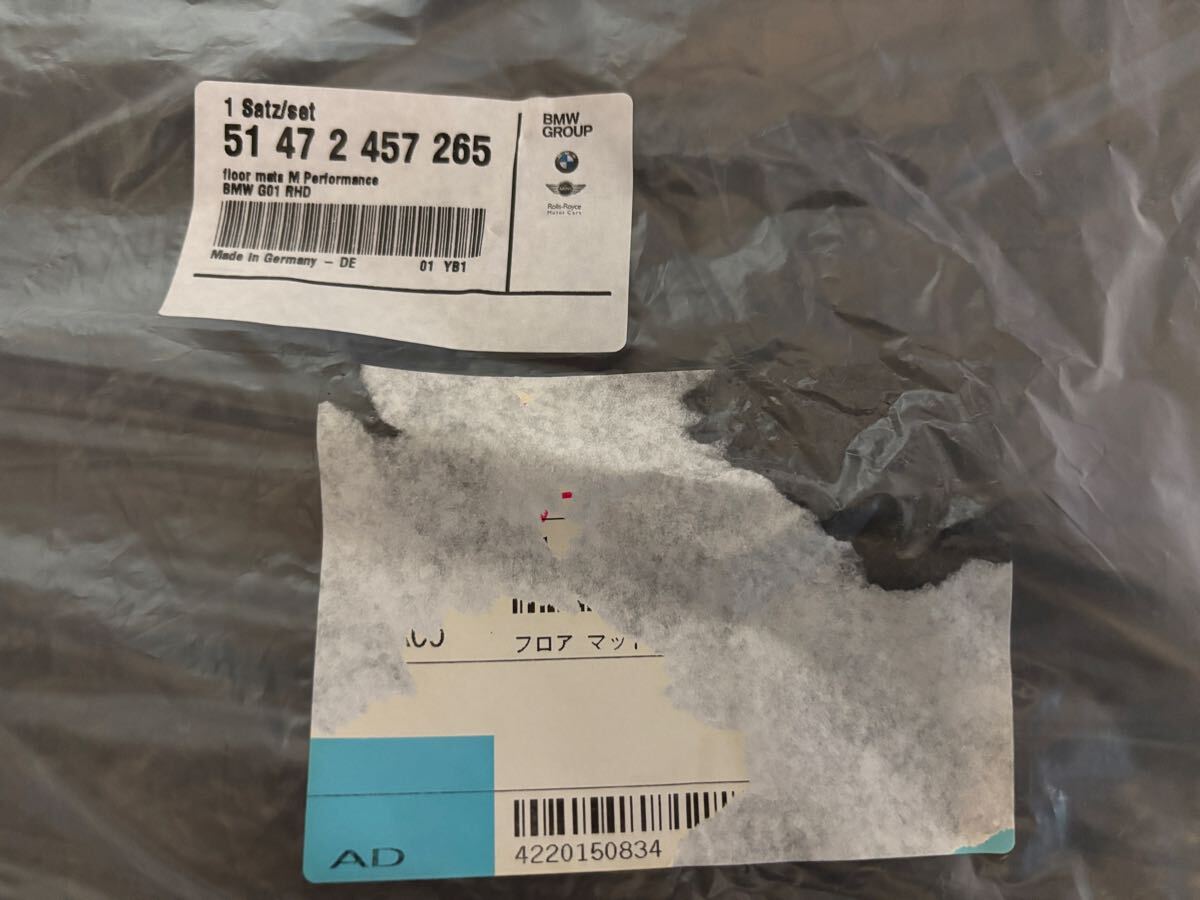 1 Satz/set
51 47 2 457 265
floor mats M Performance
BMW G01 RHD
Made in Germany - DE
01 YB1
BMW
GROUP
Rolls-Royce
Motor Cars
フロア マット
AD
4220150834